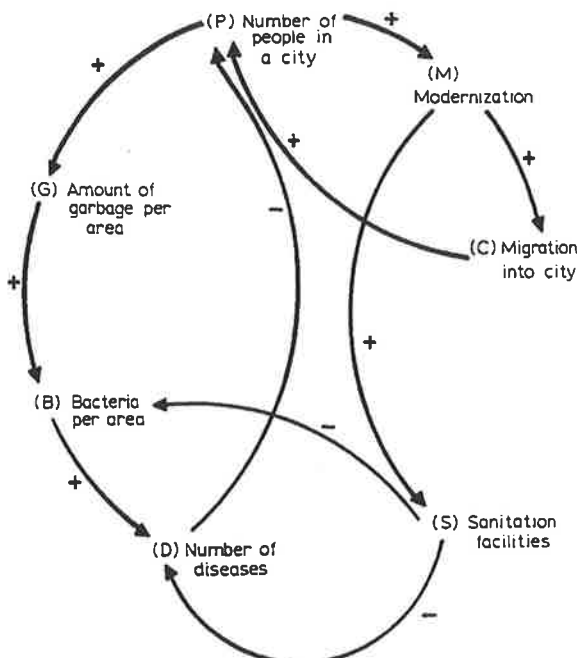 (P) Number of
people in
a city
+
+
(M)
Modernization
+
+
(G) Amount of
garbage per
area
−
(C) Migration
into city
+
+
(B) Bacteria
per area
−
+
(S) Sanitation
facilities
(D) Number of
diseases
−